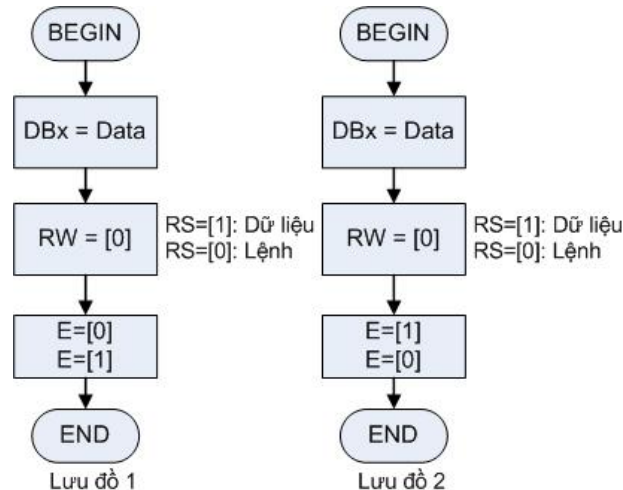 BEGIN
DBx = Data
RW = [0]
RS=[1]: Dữ liệu
RS=[0]: Lệnh
E=[0]
E=[1]
END
Lưu đồ 1
BEGIN
DBx = Data
RW = [0]
RS=[1]: Dữ liệu
RS=[0]: Lệnh
E=[1]
E=[0]
END
Lưu đồ 2